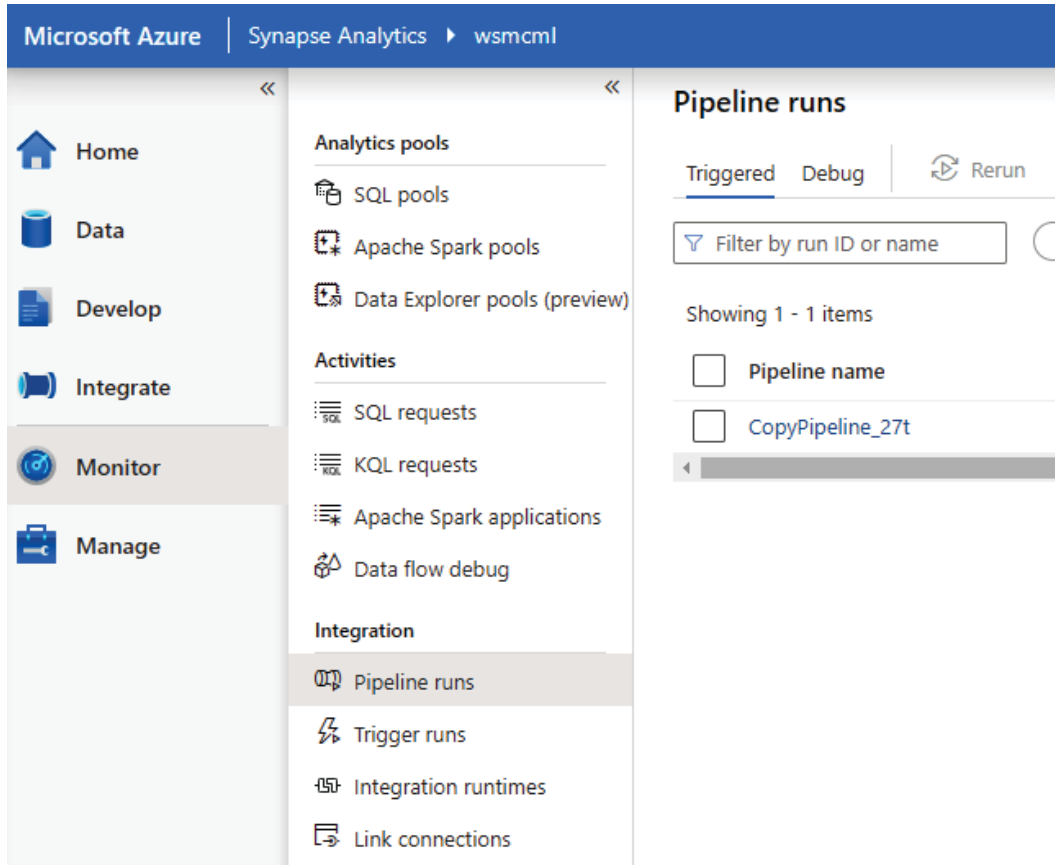 Microsoft Azure Synapse Analytics wsmcml
Home
Data
Develop
Integrate
Monitor
Manage
Analytics pools
SQL pools
Apache Spark pools
Data Explorer pools (preview)
Activities
SQL requests
KQL requests
Apache Spark applications
Data flow debug
Integration
Pipeline runs
Trigger runs
Integration runtimes
Link connections
Pipeline runs
Triggered Debug Rerun
Filter by run ID or name
Showing 1 - 1 items
Pipeline name
CopyPipeline_27t